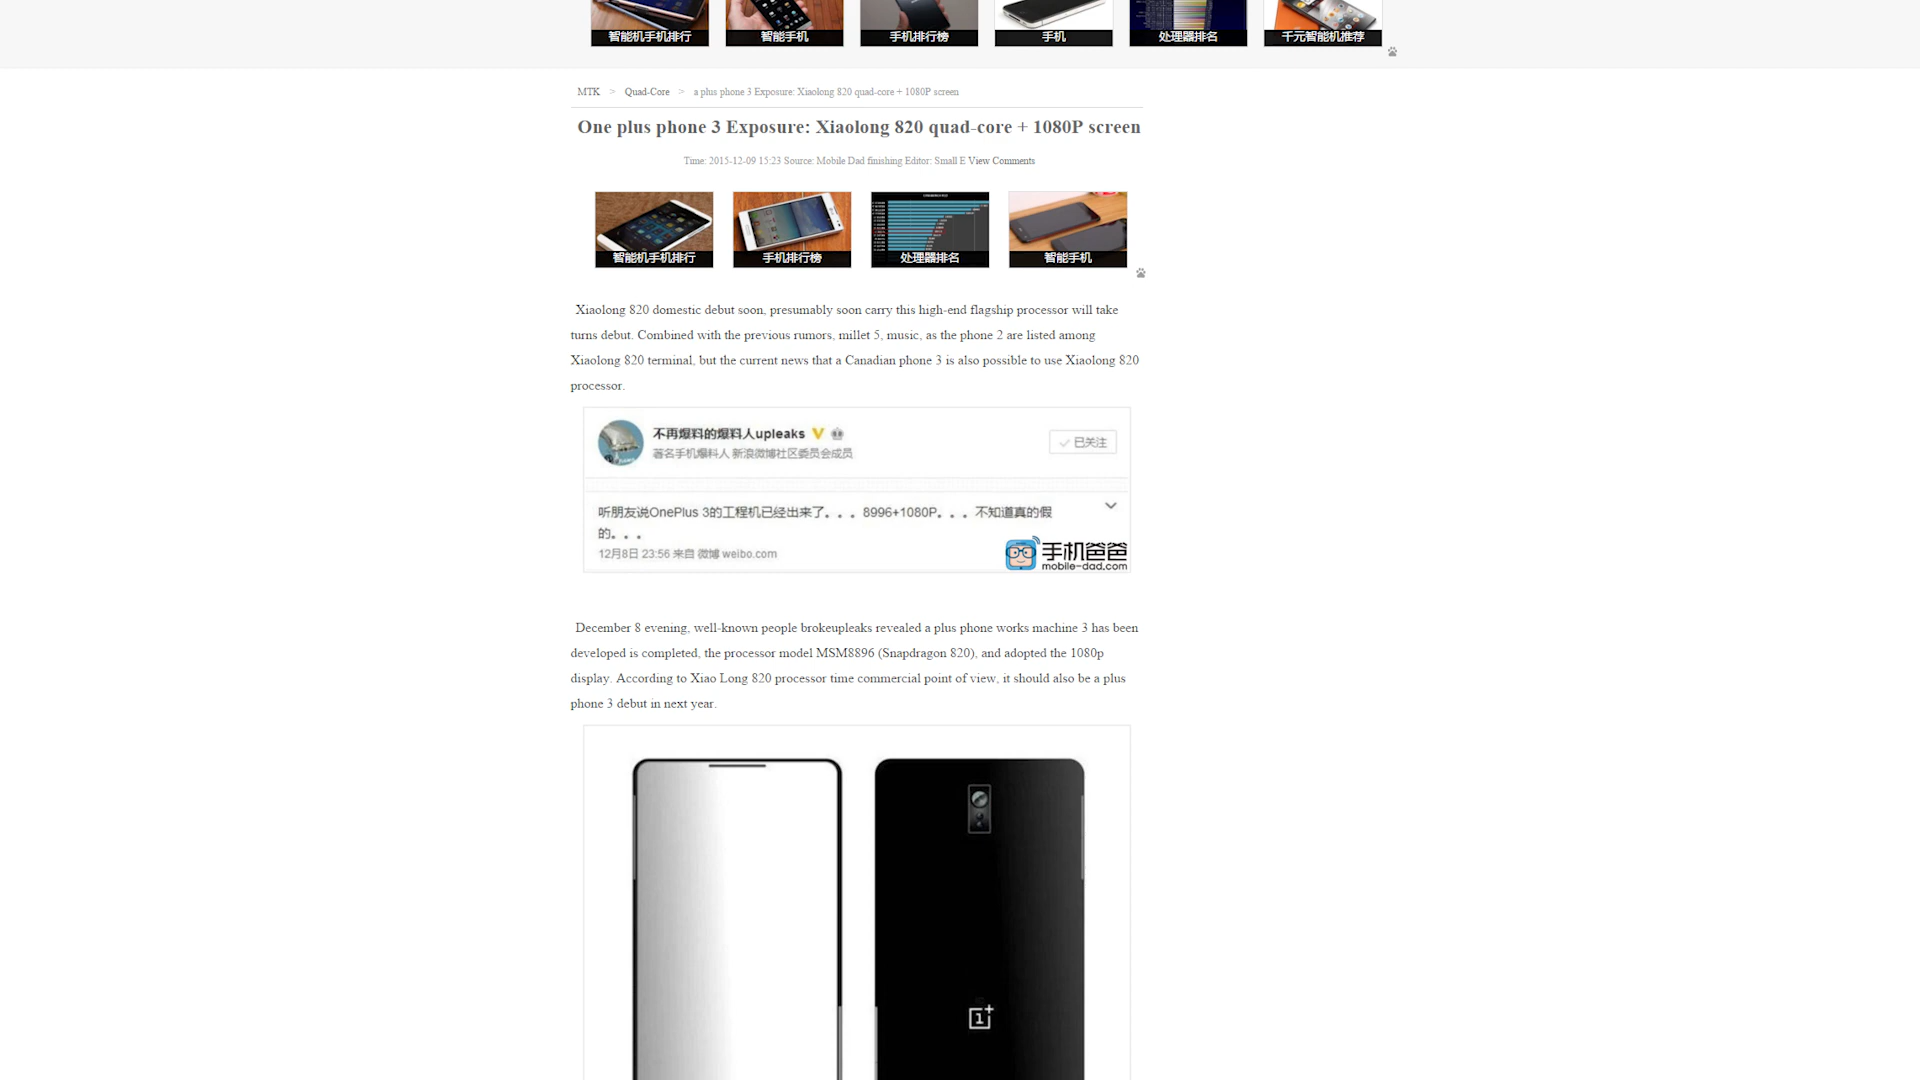 智能机手机排行 智能手机 手机排行榜 手机 处理器排名 千元智能机推荐
MTK > Quad-Core > a plus phone 3 Exposure: Xiaolong 820 quad-core + 1080P screen
One plus phone 3 Exposure: Xiaolong 820 quad-core + 1080P screen
Time: 2015-12-09 15:23 Source: Mobile Dad finishing Editor: Small E View Comments
智能机手机排行 手机排行榜 处理器排名 智能手机
Xiaolong 820 domestic debut soon, presumably soon carry this high-end flagship processor will take
turns debut. Combined with the previous rumors, millet 5, music, as the phone 2 are listed among
Xiaolong 820 terminal, but the current news that a Canadian phone 3 is also possible to use Xiaolong 820
processor.
不再爆料的爆料人upleaks
已关注
著名手机爆料人 新浪微博社区委员会成员
听朋友说OnePlus 3的工程机已经出来了。。。8996+1080P。。。不知道真的假
的。。。
12月8日 23:56 来自 微博 weibo.com
手机爸爸
mobile-dad.com
December 8 evening, well-known people brokeupleaks revealed a plus phone works machine 3 has been
developed is completed, the processor model MSM8896 (Snapdragon 820), and adopted the 1080p
display. According to Xiao Long 820 processor time commercial point of view, it should also be a plus
phone 3 debut in next year.
1+